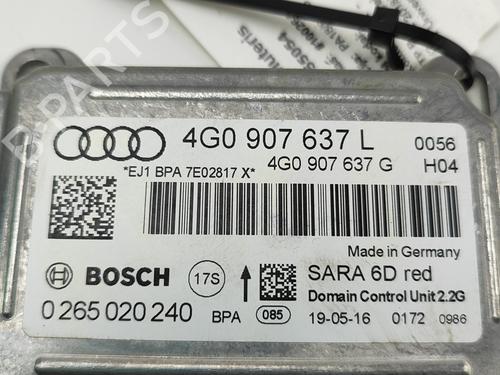 4G0 907 637 L
0056
*EJ1 BPA 7E02817 X*
4G0 907 637 G
H04
Made in Germany
BOSCH
17S
SARA 6D red
Domain Control Unit 2.2G
0 265 020 240
BPA
085
19-05-16
0172
0986
B-PARTS